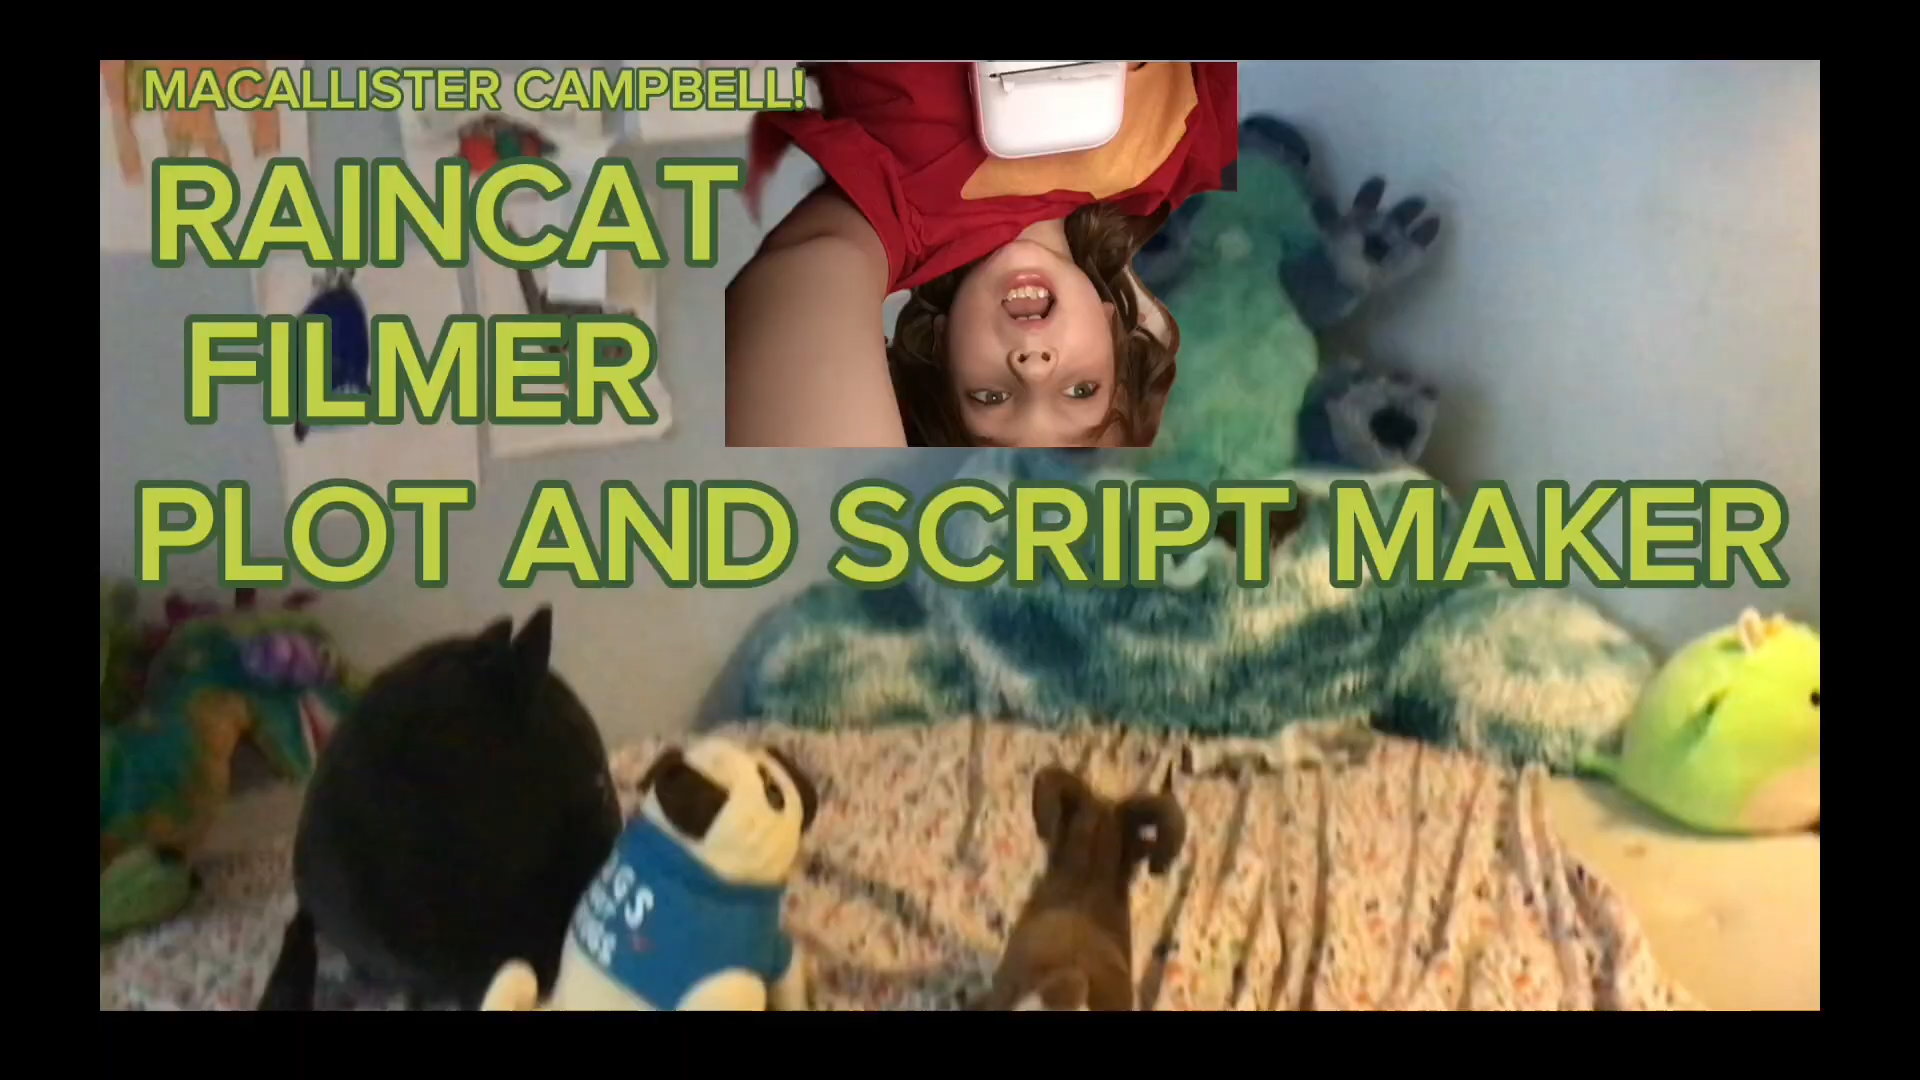 MACALLISTER CAMPBELL!
RAINCAT
FILMER
PLOT AND SCRIPT MAKER